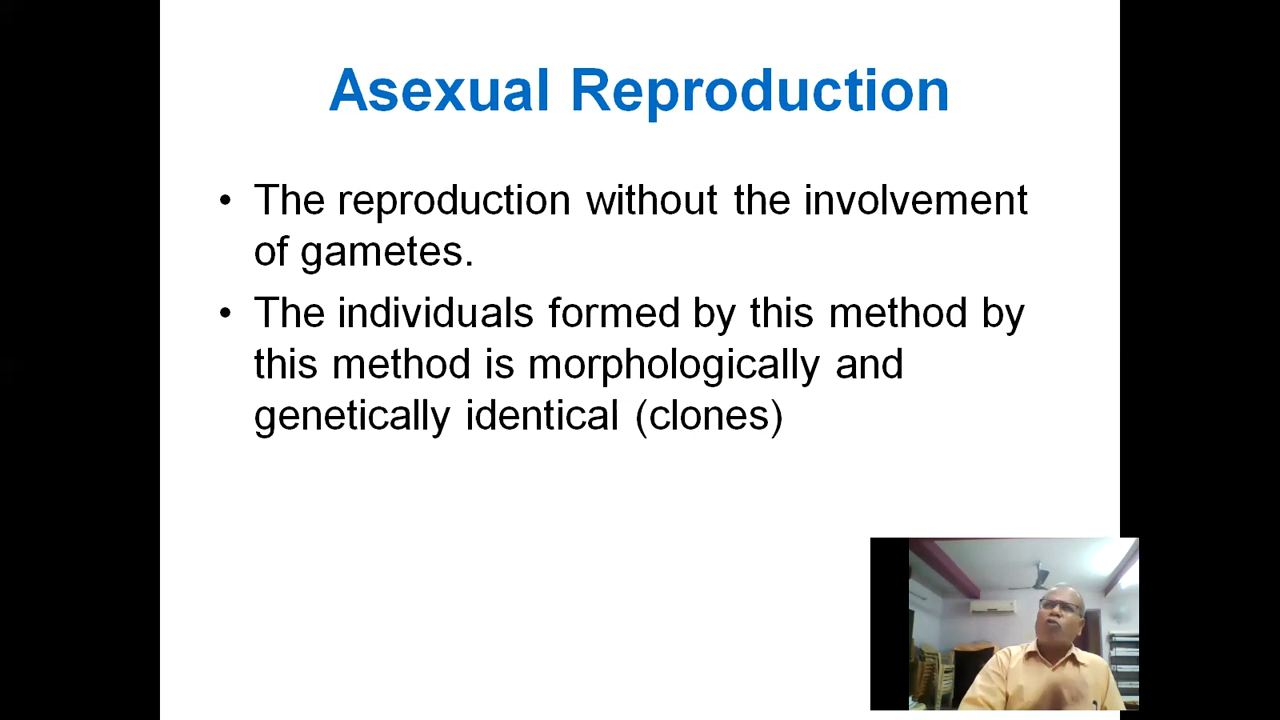 Asexual Reproduction
• The reproduction without the involvement
of gametes.
• The individuals formed by this method by
this method is morphologically and
genetically identical (clones)